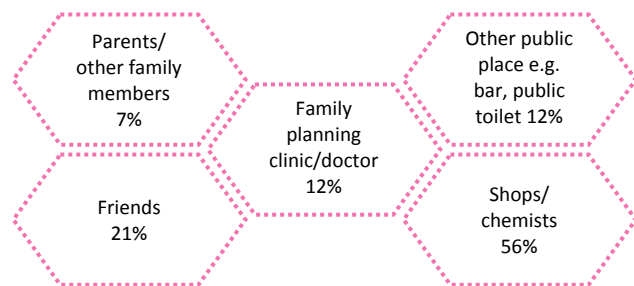 Parents/
other family
members
7%
Other public
place e.g.
bar, public
toilet 12%
Family
planning
clinic/doctor
12%
Friends
21%
Shops/
chemists
56%